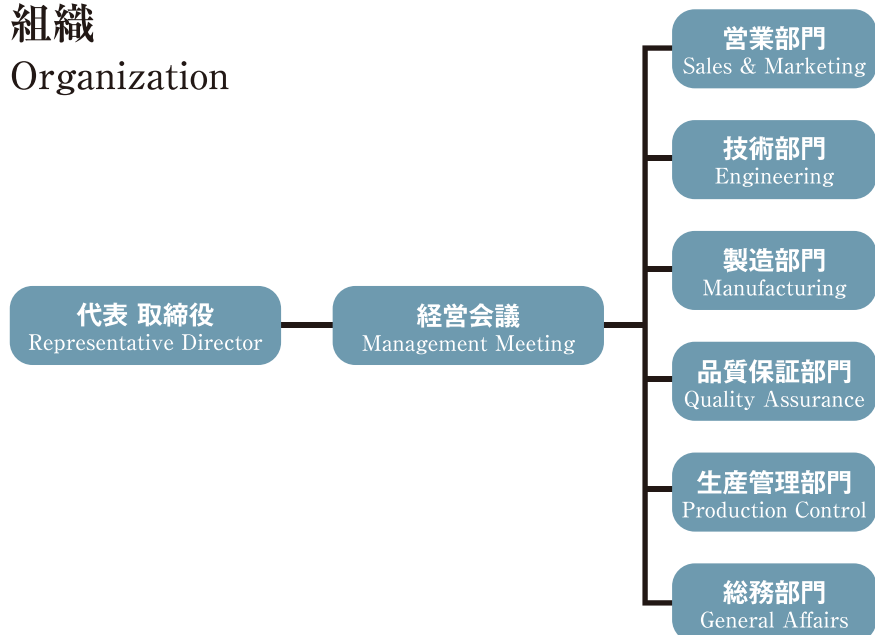 組織
Organization
代表 取締役
Representative Director
経営会議
Management Meeting
営業部門
Sales & Marketing
技術部門
Engineering
製造部門
Manufacturing
品質保証部門
Quality Assurance
生産管理部門
Production Control
総務部門
General Affairs